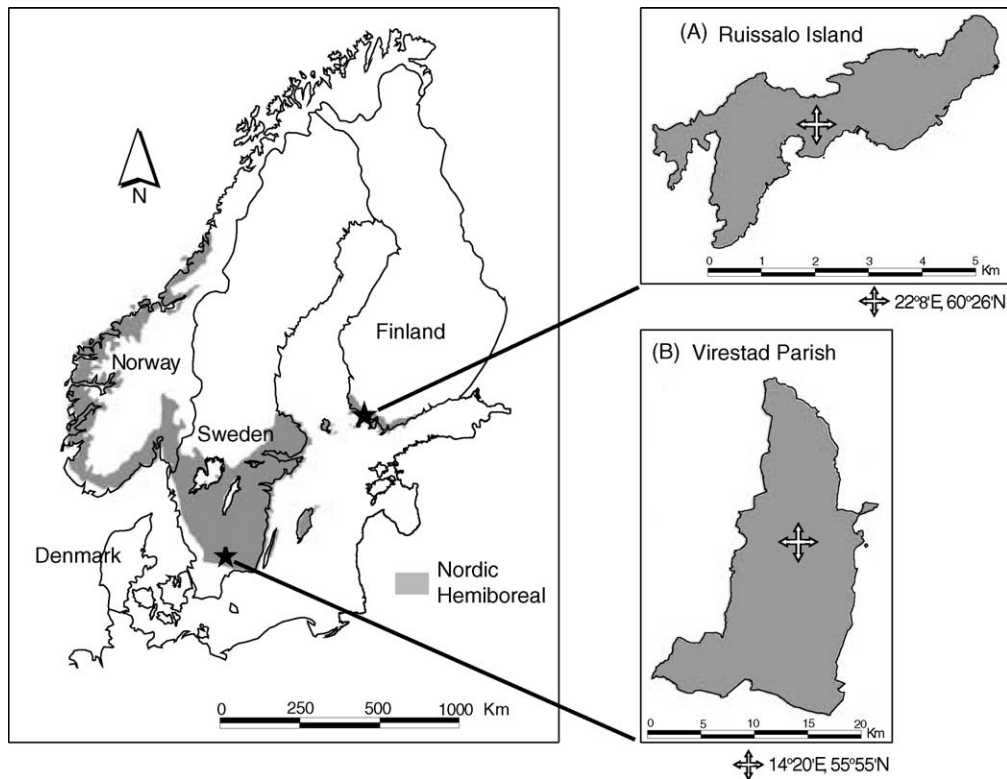 N
Norway
Sweden
Finland
Denmark
Nordic
Hemiboreal
0 250 500 1000 Km
(A) Ruissalo Island
0 1 2 3 4 5
Km
22°8'E, 60°26'N
(B) Virestad Parish
0 5 10 15 20
Km
14°20'E, 55°55'N